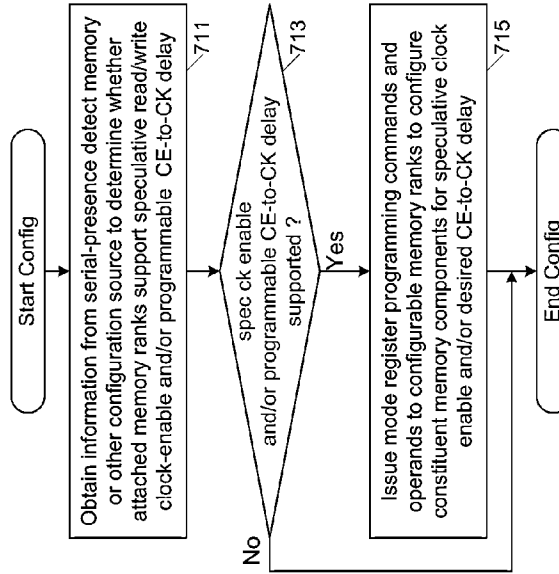 Start Config
Obtain information from serial-presence detect memory
or other configuration source to determine whether
attached memory ranks support speculative read/write
clock-enable and/or programmable CE-to-CK delay
711
spec ck enable
and/or programmable CE-to-CK delay
supported ?
713
No
Yes
Issue mode register programming commands and
operands to configurable memory ranks to configure
constituent memory components for speculative clock
enable and/or desired CE-to-CK delay
715
End Config